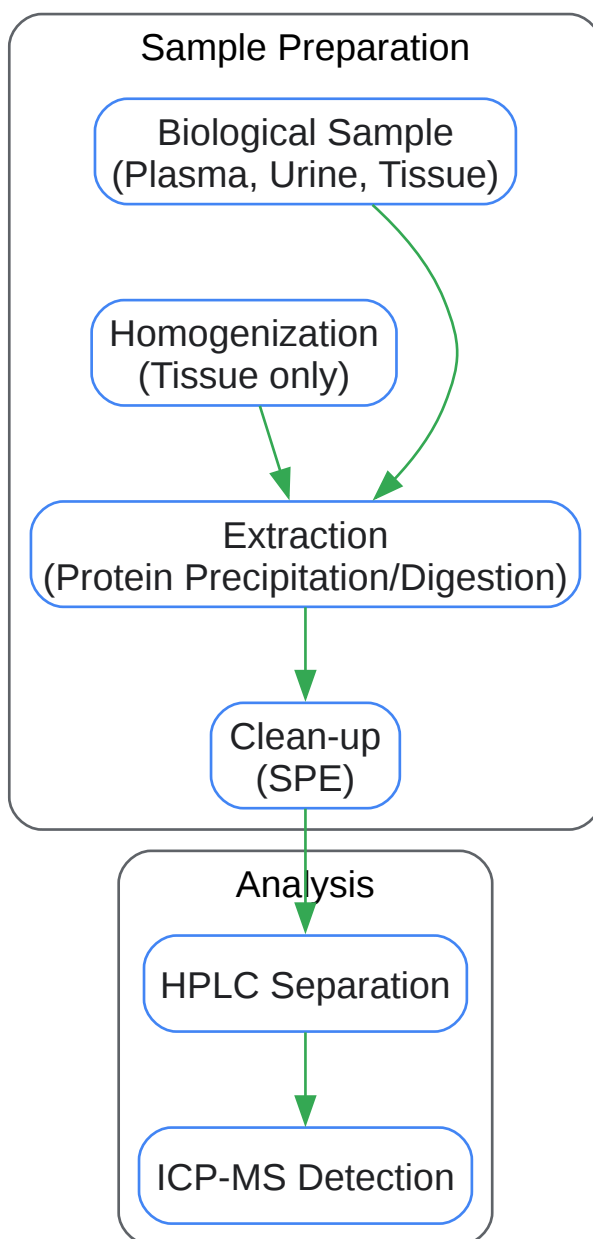 Sample Preparation
Biological Sample
(Plasma, Urine, Tissue)
Homogenization
(Tissue only)
Extraction
(Protein Precipitation/Digestion)
Clean-up
(SPE)
Analysis
HPLC Separation
ICP-MS Detection